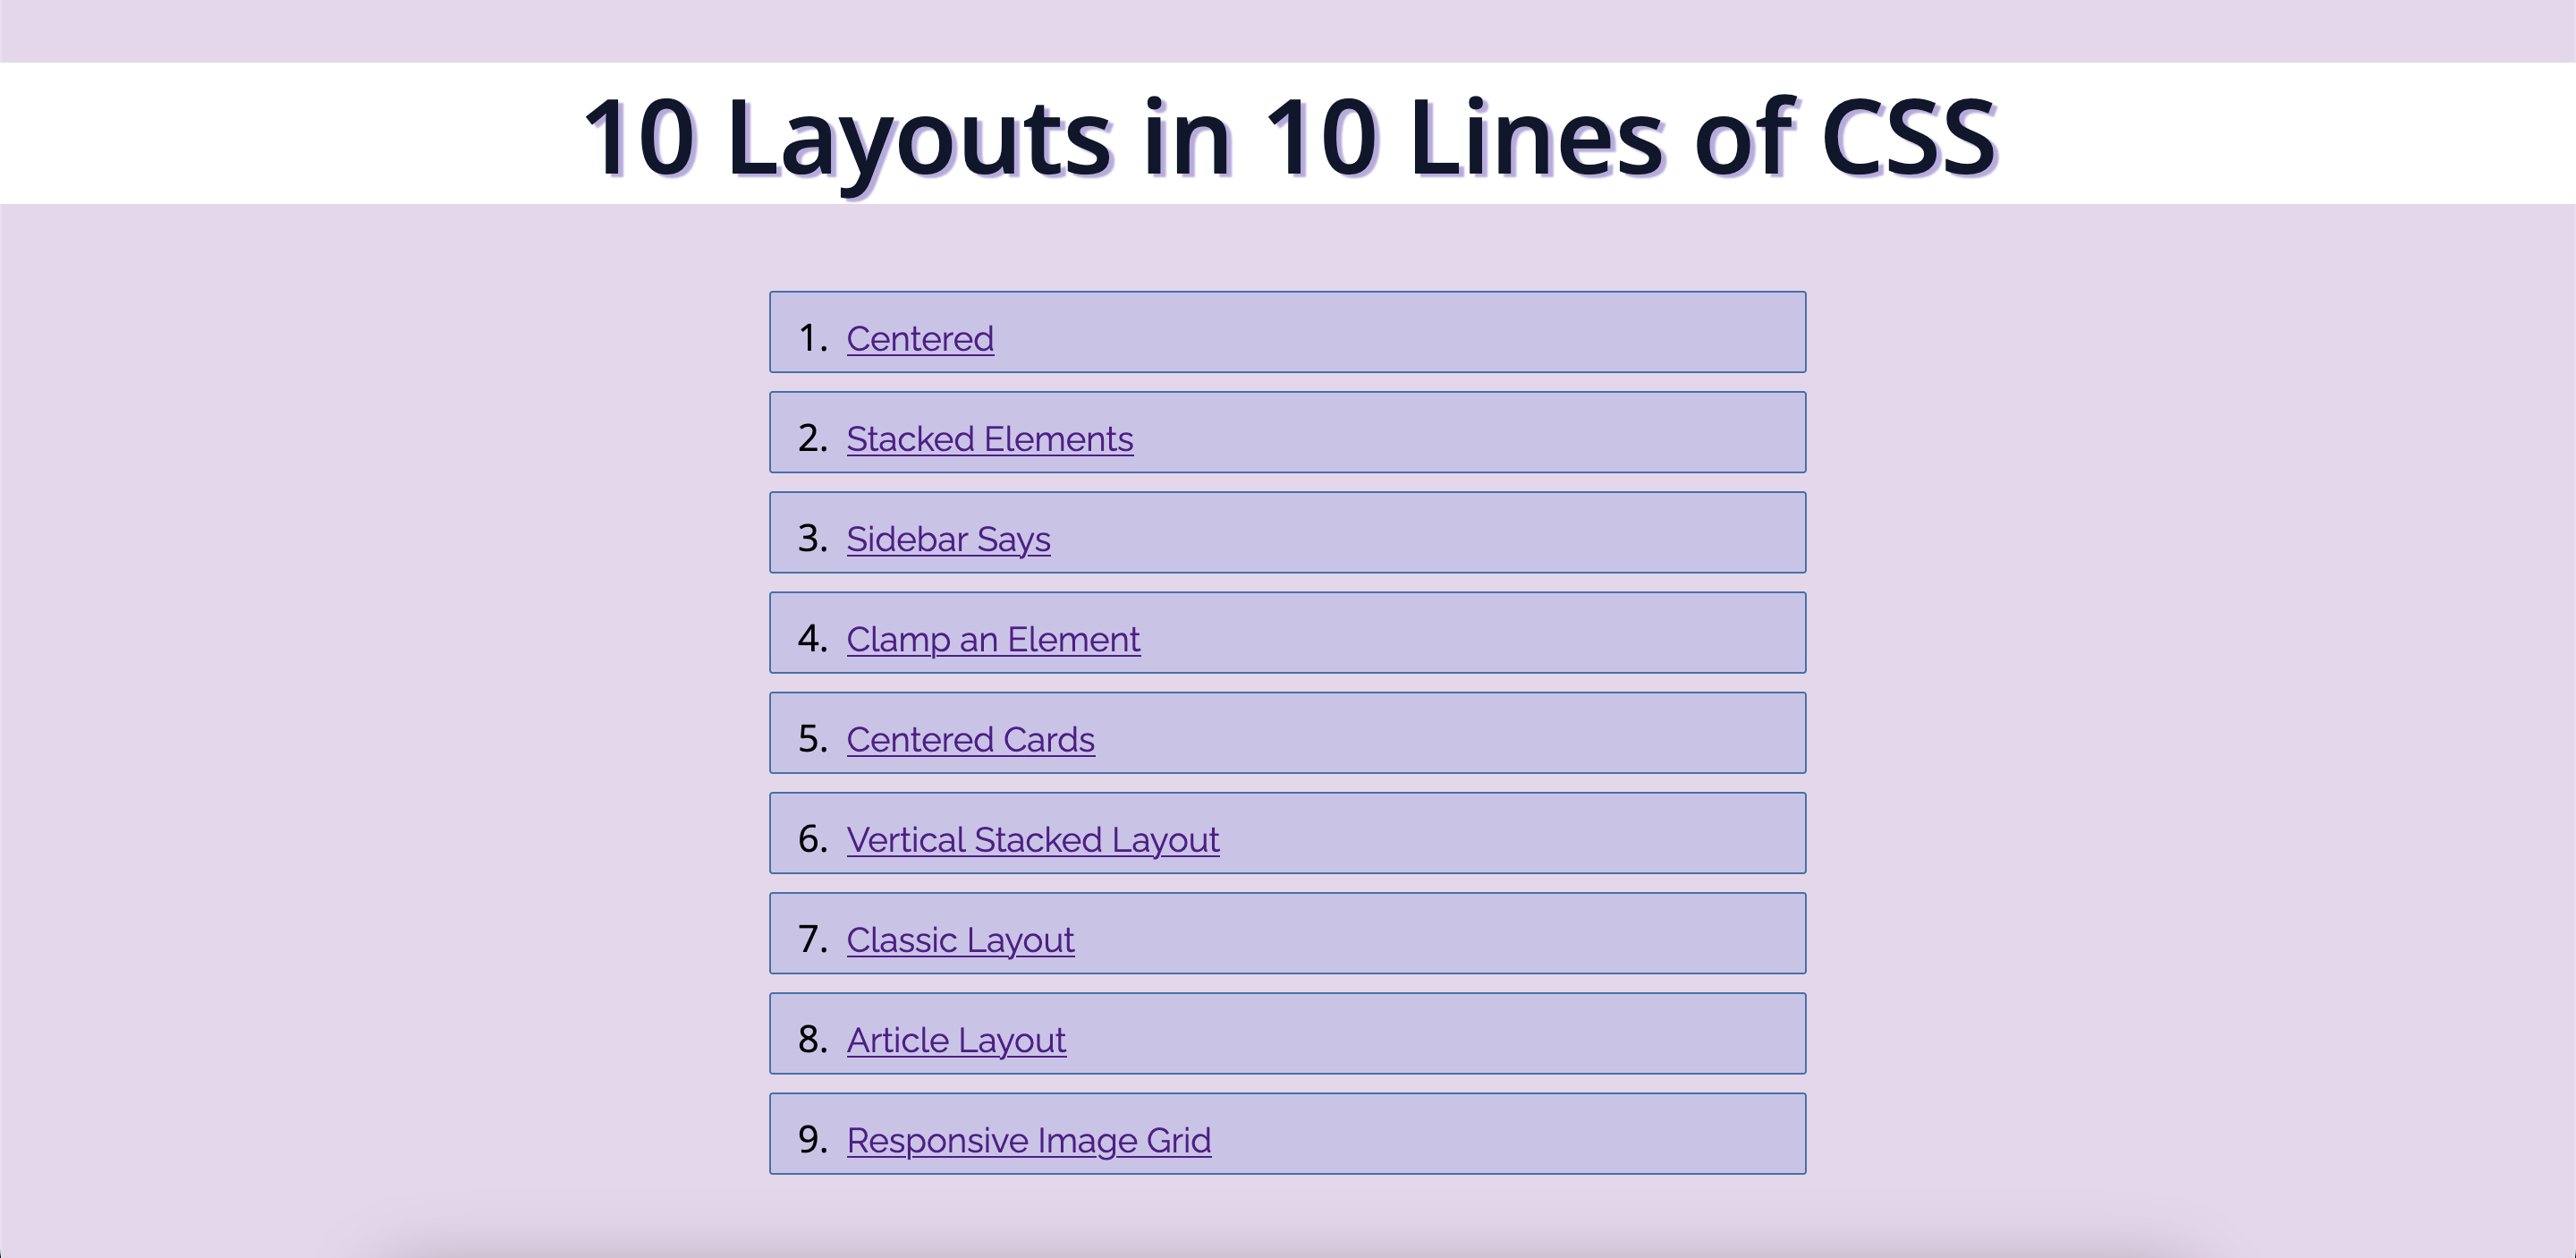 10 Layouts in 10 Lines of CSS
1. Centered
2. Stacked Elements
3. Sidebar Says
4. Clamp an Element
5. Centered Cards
6. Vertical Stacked Layout
7. Classic Layout
8. Article Layout
9. Responsive Image Grid